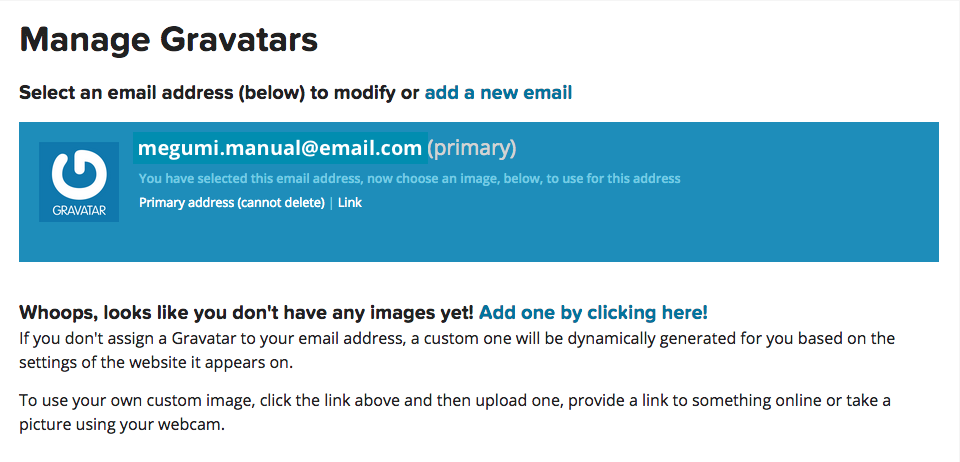 Manage Gravatars
Select an email address (below) to modify or add a new email
megumi.manual@email.com (primary)
You have selected this email address, now choose an image, below, to use for this address
GRAVATAR
Primary address (cannot delete) | Link
Whoops, looks like you don't have any images yet! Add one by clicking here!
If you don't assign a Gravatar to your email address, a custom one will be dynamically generated for you based on the
settings of the website it appears on.
To use your own custom image, click the link above and then upload one, provide a link to something online or take a
picture using your webcam.